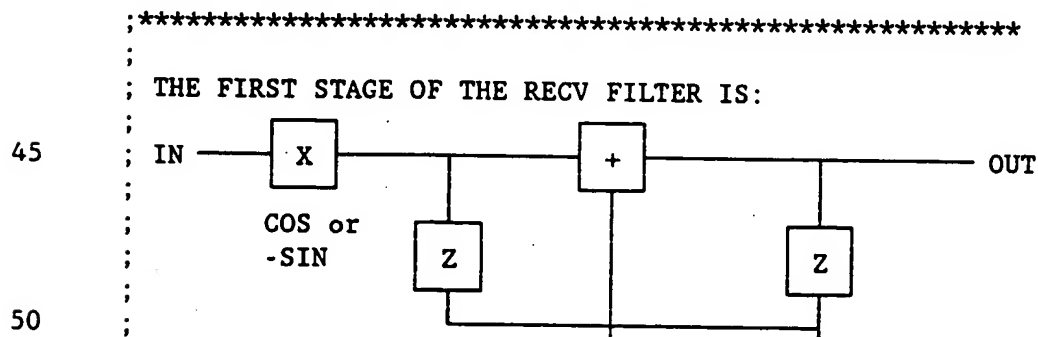 ;*******************************************************
;
;
; THE FIRST STAGE OF THE RECV FILTER IS:
;
45 ; IN X + OUT
;
; COS or
; -SIN Z Z
;
50 ;